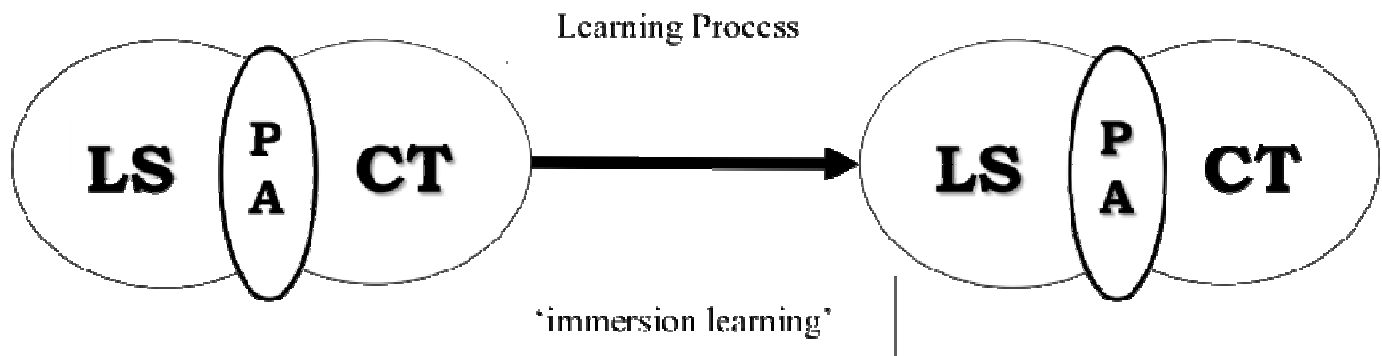 Learning Process
LS
P
A
CT
LS
P
A
CT
‘immersion learning’